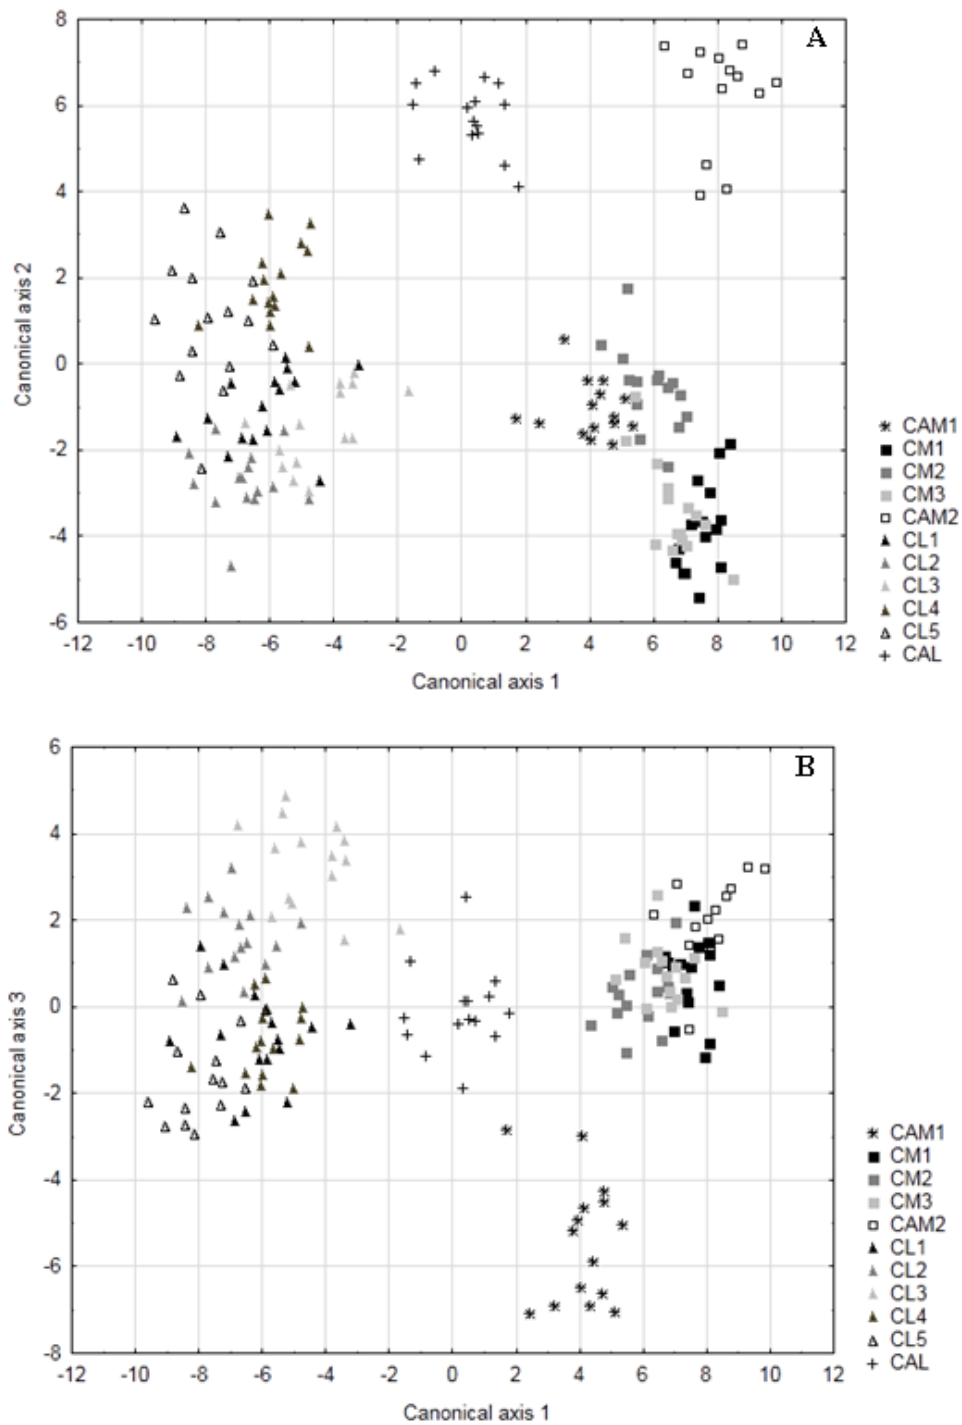 A
8
6
4
2
0
-2
-4
-6
Canonical axis 2
-12 -10 -8 -6 -4 -2 0 2 4 6 8 10 12
Canonical axis 1
CAM1
CM1
CM2
CM3
CAM2
CL1
CL2
CL3
CL4
CL5
CAL
B
6
4
2
0
-2
-4
-6
-8
Canonical axis 3
-12 -10 -8 -6 -4 -2 0 2 4 6 8 10 12
Canonical axis 1
CAM1
CM1
CM2
CM3
CAM2
CL1
CL2
CL3
CL4
CL5
CAL